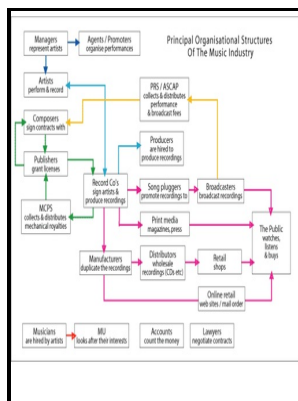 Principal Organisational Structures
Of The Music Industry
Managers
represent artists
Agents / Promoters
organise performances
Artists
perform & record
PRS / ASCAP
collects & distributes
performance
& broadcast fees
Composers
sign contracts with
Producers
are hired to
produce recordings
Publishers
grant licenses
Record Co's
sign artists &
produce recordings
Song pluggers
promote recordings to
Broadcasters
broadcast recordings
MCPS
collects & distributes
mechanical royalties
Print media
magazines, press
The Public
watches,
listens
& buys
Manufacturers
duplicate the recordings
Distributors
wholesale
recordings (CDs etc)
Retail
shops
Online retail
web sites / mail order
Musicians
are hired by artists
MU
looks after their interests
Accounts
count the money
Lawyers
negotiate contracts